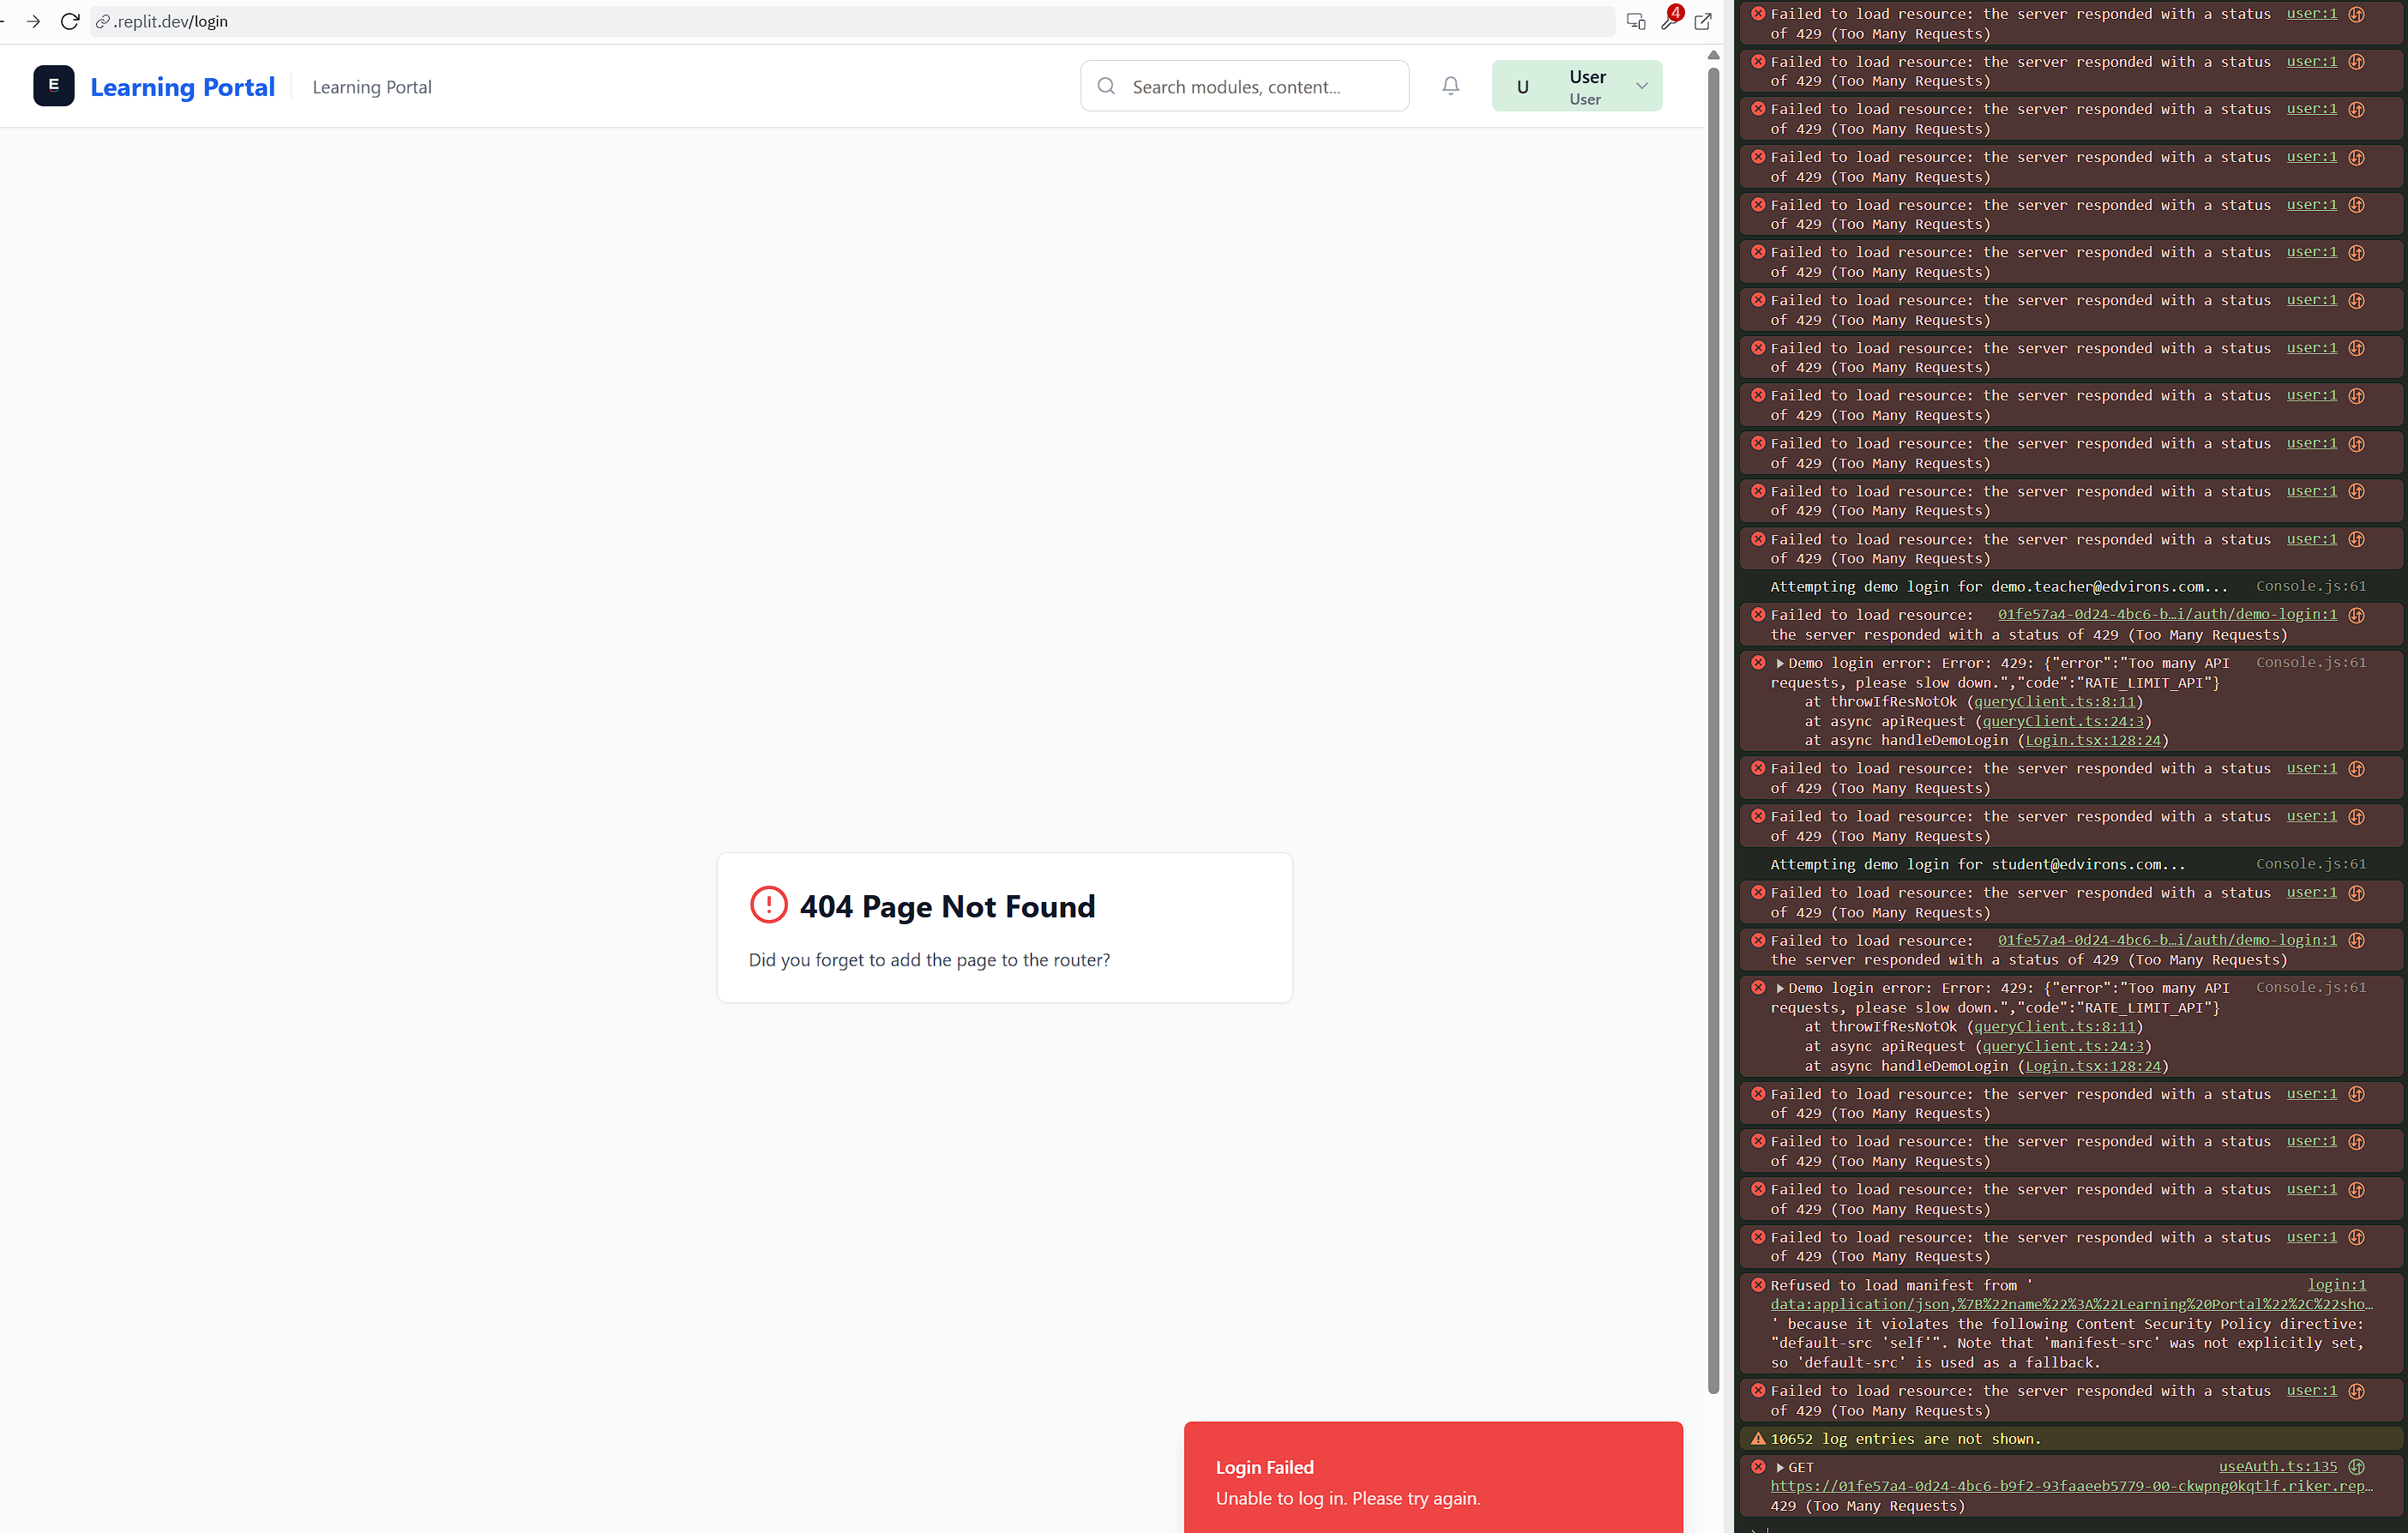 .replit.dev/login
4
E
Learning Portal
Learning Portal
Search modules, content...
U
User
User
404 Page Not Found
Did you forget to add the page to the router?
Login Failed
Unable to log in. Please try again.
Failed to load resource: the server responded with a status user:1
of 429 (Too Many Requests)
Failed to load resource: the server responded with a status user:1
of 429 (Too Many Requests)
Failed to load resource: the server responded with a status user:1
of 429 (Too Many Requests)
Failed to load resource: the server responded with a status user:1
of 429 (Too Many Requests)
Failed to load resource: the server responded with a status user:1
of 429 (Too Many Requests)
Failed to load resource: the server responded with a status user:1
of 429 (Too Many Requests)
Failed to load resource: the server responded with a status user:1
of 429 (Too Many Requests)
Failed to load resource: the server responded with a status user:1
of 429 (Too Many Requests)
Failed to load resource: the server responded with a status user:1
of 429 (Too Many Requests)
Failed to load resource: the server responded with a status user:1
of 429 (Too Many Requests)
Failed to load resource: the server responded with a status user:1
of 429 (Too Many Requests)
Failed to load resource: the server responded with a status user:1
of 429 (Too Many Requests)
Attempting demo login for demo.teacher@edvirons.com... Console.js:61
Failed to load resource: 01fe57a4-0d24-4bc6-b…i/auth/demo-login:1
the server responded with a status of 429 (Too Many Requests)
Demo login error: Error: 429: {"error":"Too many API Console.js:61
requests, please slow down.","code":"RATE_LIMIT_API"}
at throwIfResNotOk (queryClient.ts:8:11)
at async apiRequest (queryClient.ts:24:3)
at async handleDemoLogin (Login.tsx:128:24)
Failed to load resource: the server responded with a status user:1
of 429 (Too Many Requests)
Failed to load resource: the server responded with a status user:1
of 429 (Too Many Requests)
Attempting demo login for student@edvirons.com... Console.js:61
Failed to load resource: the server responded with a status user:1
of 429 (Too Many Requests)
Failed to load resource: 01fe57a4-0d24-4bc6-b…i/auth/demo-login:1
the server responded with a status of 429 (Too Many Requests)
Demo login error: Error: 429: {"error":"Too many API Console.js:61
requests, please slow down.","code":"RATE_LIMIT_API"}
at throwIfResNotOk (queryClient.ts:8:11)
at async apiRequest (queryClient.ts:24:3)
at async handleDemoLogin (Login.tsx:128:24)
Failed to load resource: the server responded with a status user:1
of 429 (Too Many Requests)
Failed to load resource: the server responded with a status user:1
of 429 (Too Many Requests)
Failed to load resource: the server responded with a status user:1
of 429 (Too Many Requests)
Failed to load resource: the server responded with a status user:1
of 429 (Too Many Requests)
Refused to load manifest from ' login:1
data:application/json,%7B%22name%22%3A%22Learning%20Portal%22%2C%22sho…
' because it violates the following Content Security Policy directive:
"default-src 'self'". Note that 'manifest-src' was not explicitly set,
so 'default-src' is used as a fallback.
Failed to load resource: the server responded with a status user:1
of 429 (Too Many Requests)
10652 log entries are not shown.
GET useAuth.ts:135
https://01fe57a4-0d24-4bc6-b9f2-93faaeeb5779-00-ckwpng0kqtlf.riker.rep…
429 (Too Many Requests)